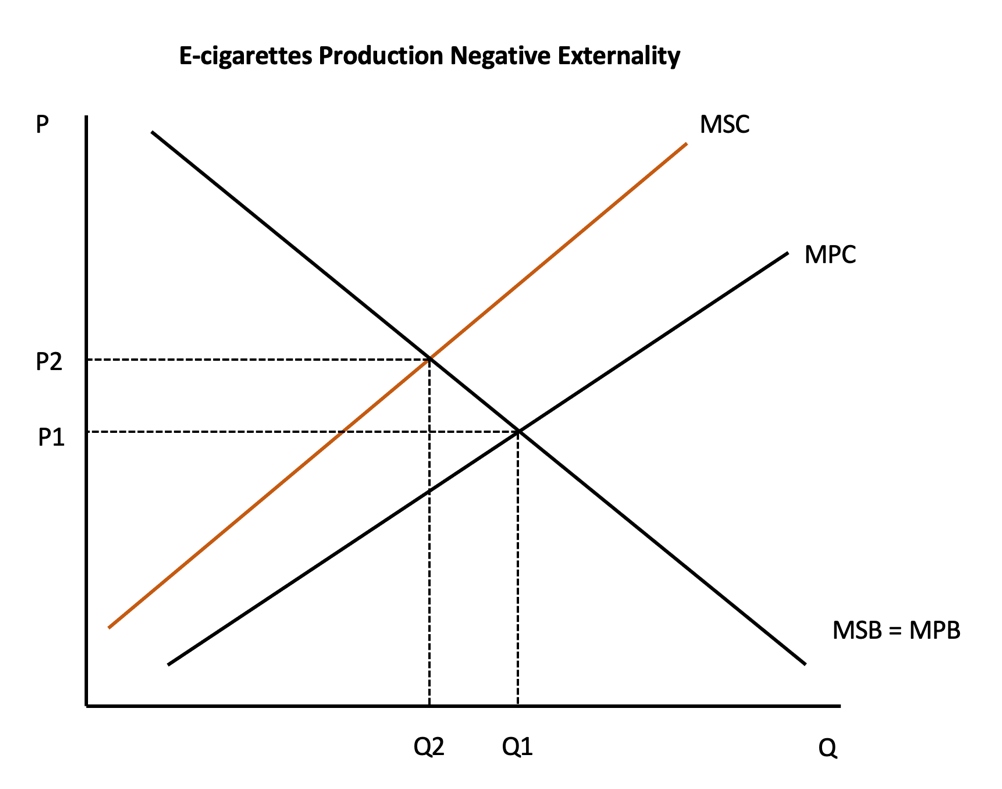 E-cigarettes Production Negative Externality
P
MSC
MPC
P2
P1
MSB = MPB
Q2
Q1
Q